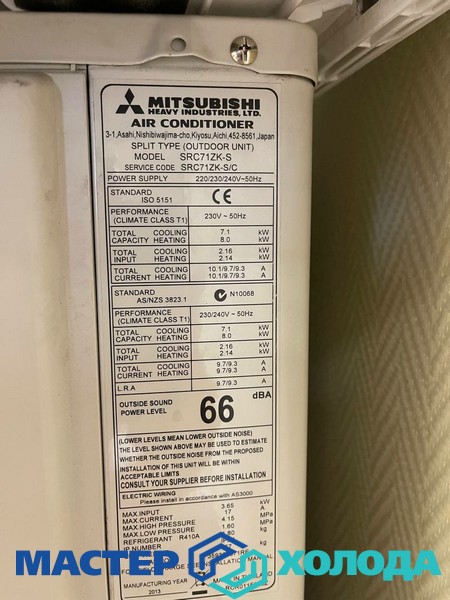 MITSUBISHI
HEAVY INDUSTRIES, LTD.
AIR CONDITIONER
3-1,Asahi,Nishibiwajima-cho,Kiyosu,Aichi,452-8561,Japan
SPLIT TYPE (OUTDOOR UNIT)
MODEL SRC71ZK-S
SERVICE CODE SRC71ZK-S/C
POWER SUPPLY 220/230/240V~50Hz
STANDARD
ISO 5151 CE
PERFORMANCE
(CLIMATE CLASS T1) 230V ~ 50Hz
TOTAL COOLING 7.1 kW
CAPACITY HEATING 8.0 kW
TOTAL COOLING 2.16 kW
INPUT HEATING 2.14 kW
TOTAL COOLING 10.1/9.7/9.3 A
CURRENT HEATING 10.1/9.7/9.3 A
STANDARD
AS/NZS 3823.1 N10068
PERFORMANCE
(CLIMATE CLASS T1) 230/240V ~ 50Hz
TOTAL COOLING 7.1 kW
CAPACITY HEATING 8.0 kW
TOTAL COOLING 2.16 kW
INPUT HEATING 2.14 kW
TOTAL COOLING 9.7/9.3 A
CURRENT HEATING 9.7/9.3 A
L.R.A 9.7/9.3 A
OUTSIDE SOUND
POWER LEVEL 66 dBA
(LOWER LEVELS MEAN LOWER OUTSIDE NOISE)
THE LEVEL SHOWN ABOVE MAY BE USED TO ESTIMATE
WHETHER THE OUTSIDE NOISE FROM THE PROPOSED
INSTALLATION OF THIS UNIT WILL BE WITHIN
ACCEPTABLE LIMITS
CONSULT YOUR SUPPLIER BEFORE INSTALLATION
ELECTRIC WIRING
Please install in accordance with AS3000
MAX.INPUT 3.65 kW
MAX.CURRENT 17 A
MAX HIGH PRESSURE 4.15 MPa
MAX LOW PRESSURE 1.60 MPa
REFRIGERANT R410A kg
IP NUMBER
МАСТЕР ХОЛОДА
MANUFACTURING YEAR
2013
MADE IN THAILAND